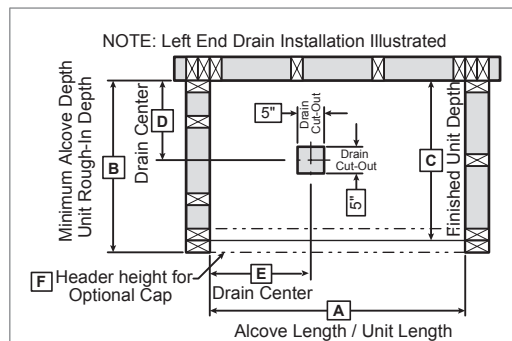 NOTE: Left End Drain Installation Illustrated
Minimum Alcove Depth
Unit Rough-In Depth
B
Drain Center
D
5"
Drain
Cut-Out
Drain
Cut-Out
5"
C
Finished Unit Depth
F Header height for
Optional Cap
E
Drain Center
A
Alcove Length / Unit Length